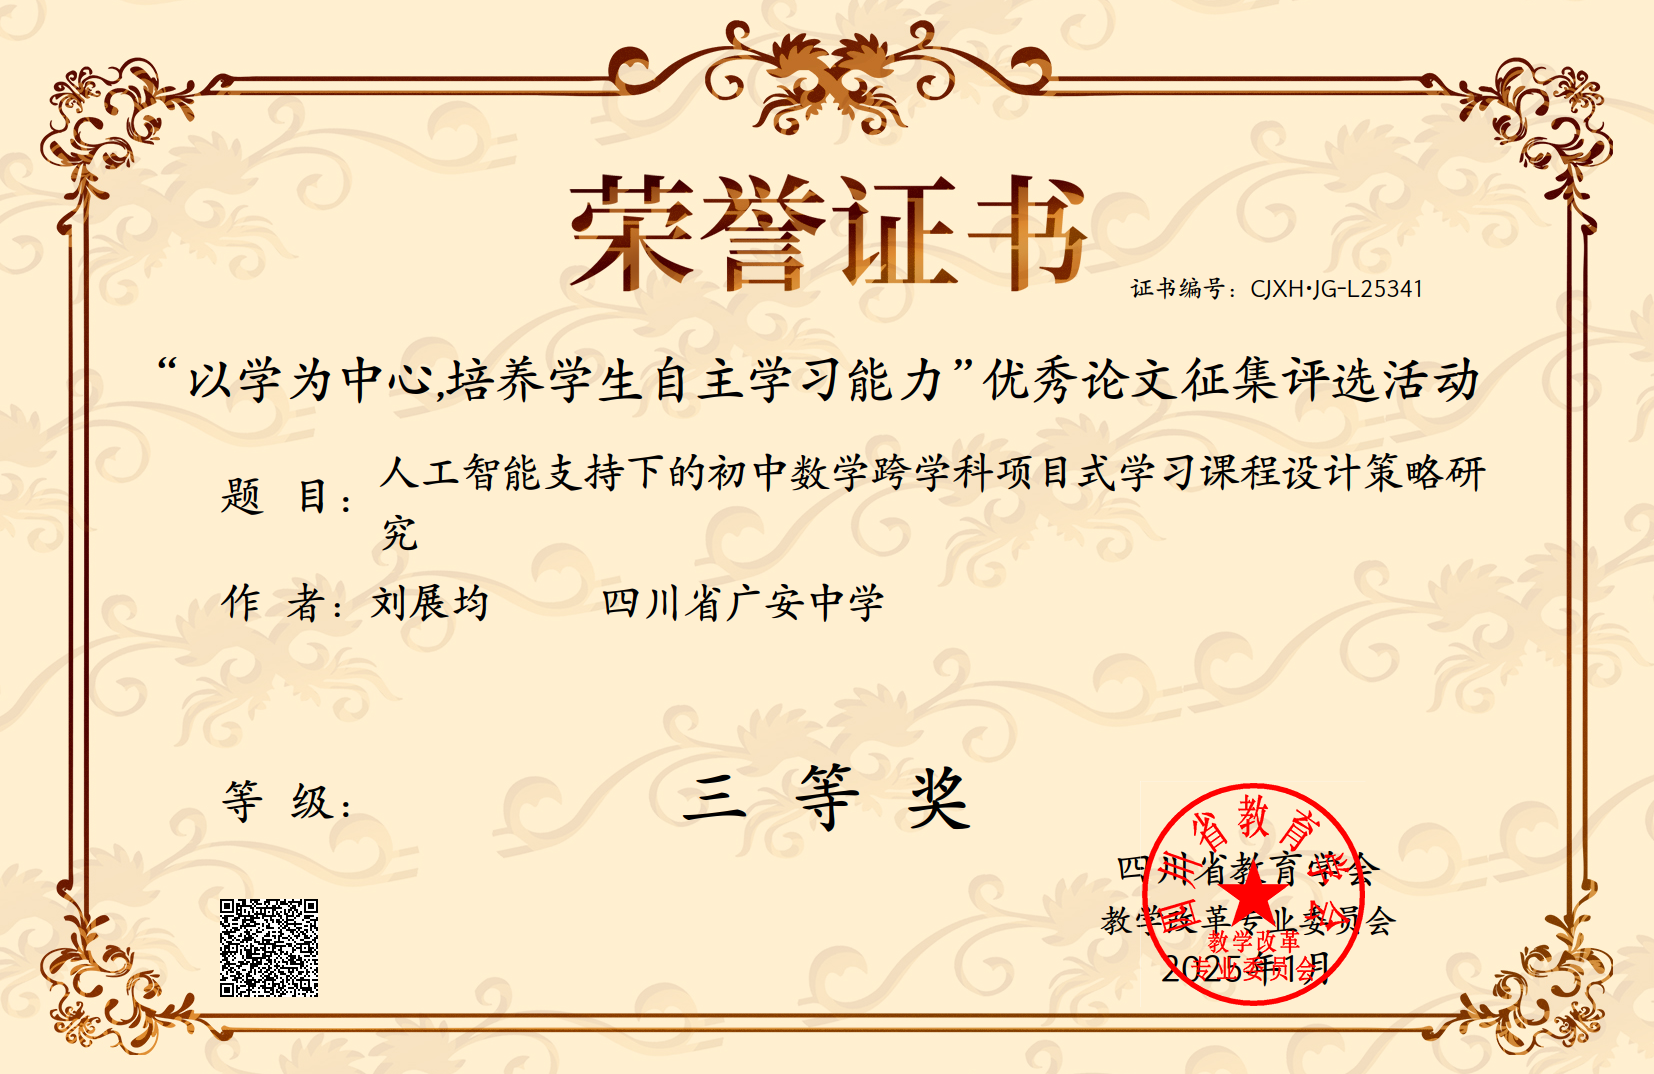 荣誉证书
证书编号：CJXH·JG-L25341
“以学为中心,培养学生自主学习能力”优秀论文征集评选活动
题 目：人工智能支持下的初中数学跨学科项目式学习课程设计策略研
究
作 者：刘展均 四川省广安中学
等 级： 三等奖
四川省教育学会
教学改革专业委员会
2025年1月
四川省教育学会
教学改革
专业委员会